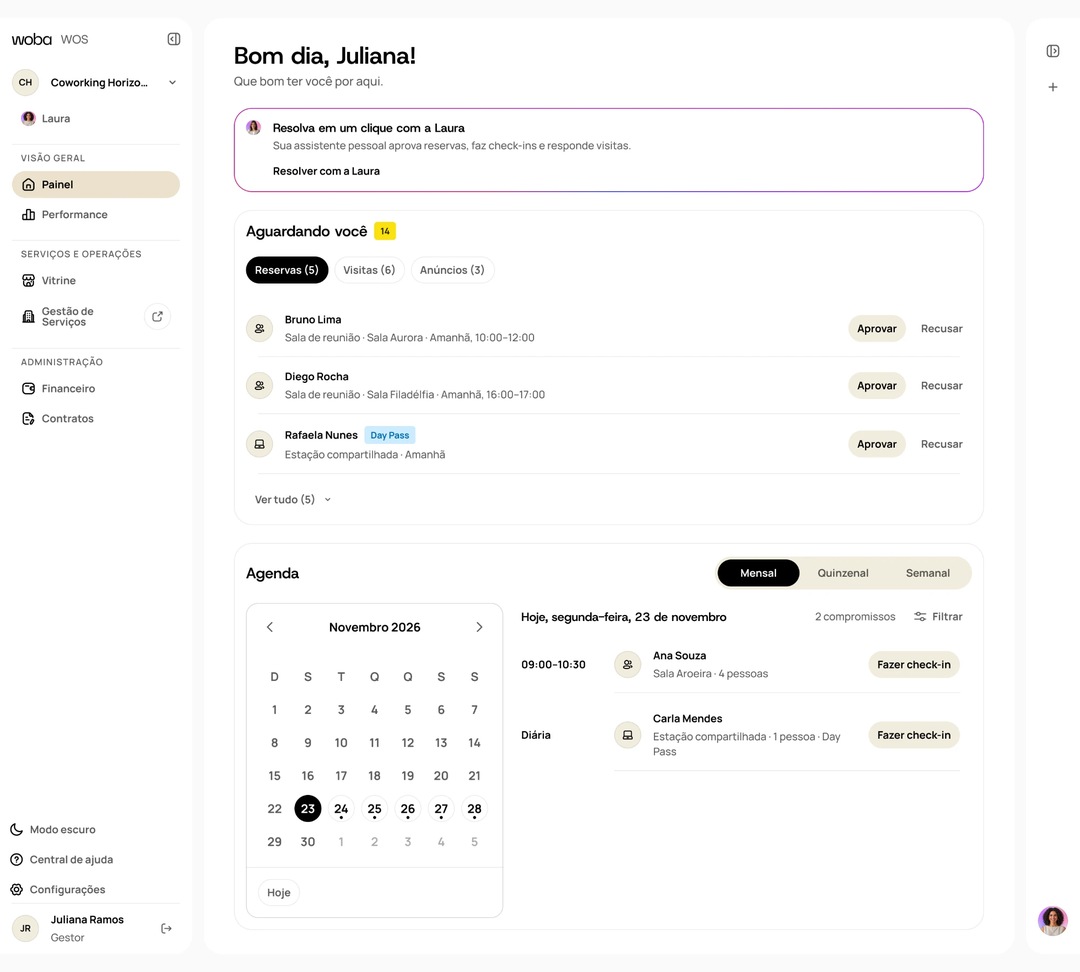 woba WOS
CH Coworking Horizo...
Laura
VISÃO GERAL
Painel
Performance
SERVIÇOS E OPERAÇÕES
Vitrine
Gestão de
Serviços
ADMINISTRAÇÃO
Financeiro
Contratos
Modo escuro
Central de ajuda
Configurações
JR Juliana Ramos
Gestor
Bom dia, Juliana!
Que bom ter você por aqui.
Resolva em um clique com a Laura
Sua assistente pessoal aprova reservas, faz check-ins e responde visitas.
Resolver com a Laura
Aguardando você 14
Reservas (5) Visitas (6) Anúncios (3)
Bruno Lima
Sala de reunião · Sala Aurora · Amanhã, 10:00–12:00
Aprovar Recusar
Diego Rocha
Sala de reunião · Sala Filadélfia · Amanhã, 16:00–17:00
Aprovar Recusar
Rafaela Nunes Day Pass
Estação compartilhada · Amanhã
Aprovar Recusar
Ver tudo (5)
Agenda
Mensal Quinzenal Semanal
Novembro 2026
D S T Q Q S S
1 2 3 4 5 6 7
8 9 10 11 12 13 14
15 16 17 18 19 20 21
22 23 24 25 26 27 28
29 30 1 2 3 4 5
Hoje
Hoje, segunda-feira, 23 de novembro 2 compromissos Filtrar
09:00–10:30
Ana Souza
Sala Aroeira · 4 pessoas
Fazer check-in
Diária
Carla Mendes
Estação compartilhada · 1 pessoa · Day
Pass
Fazer check-in